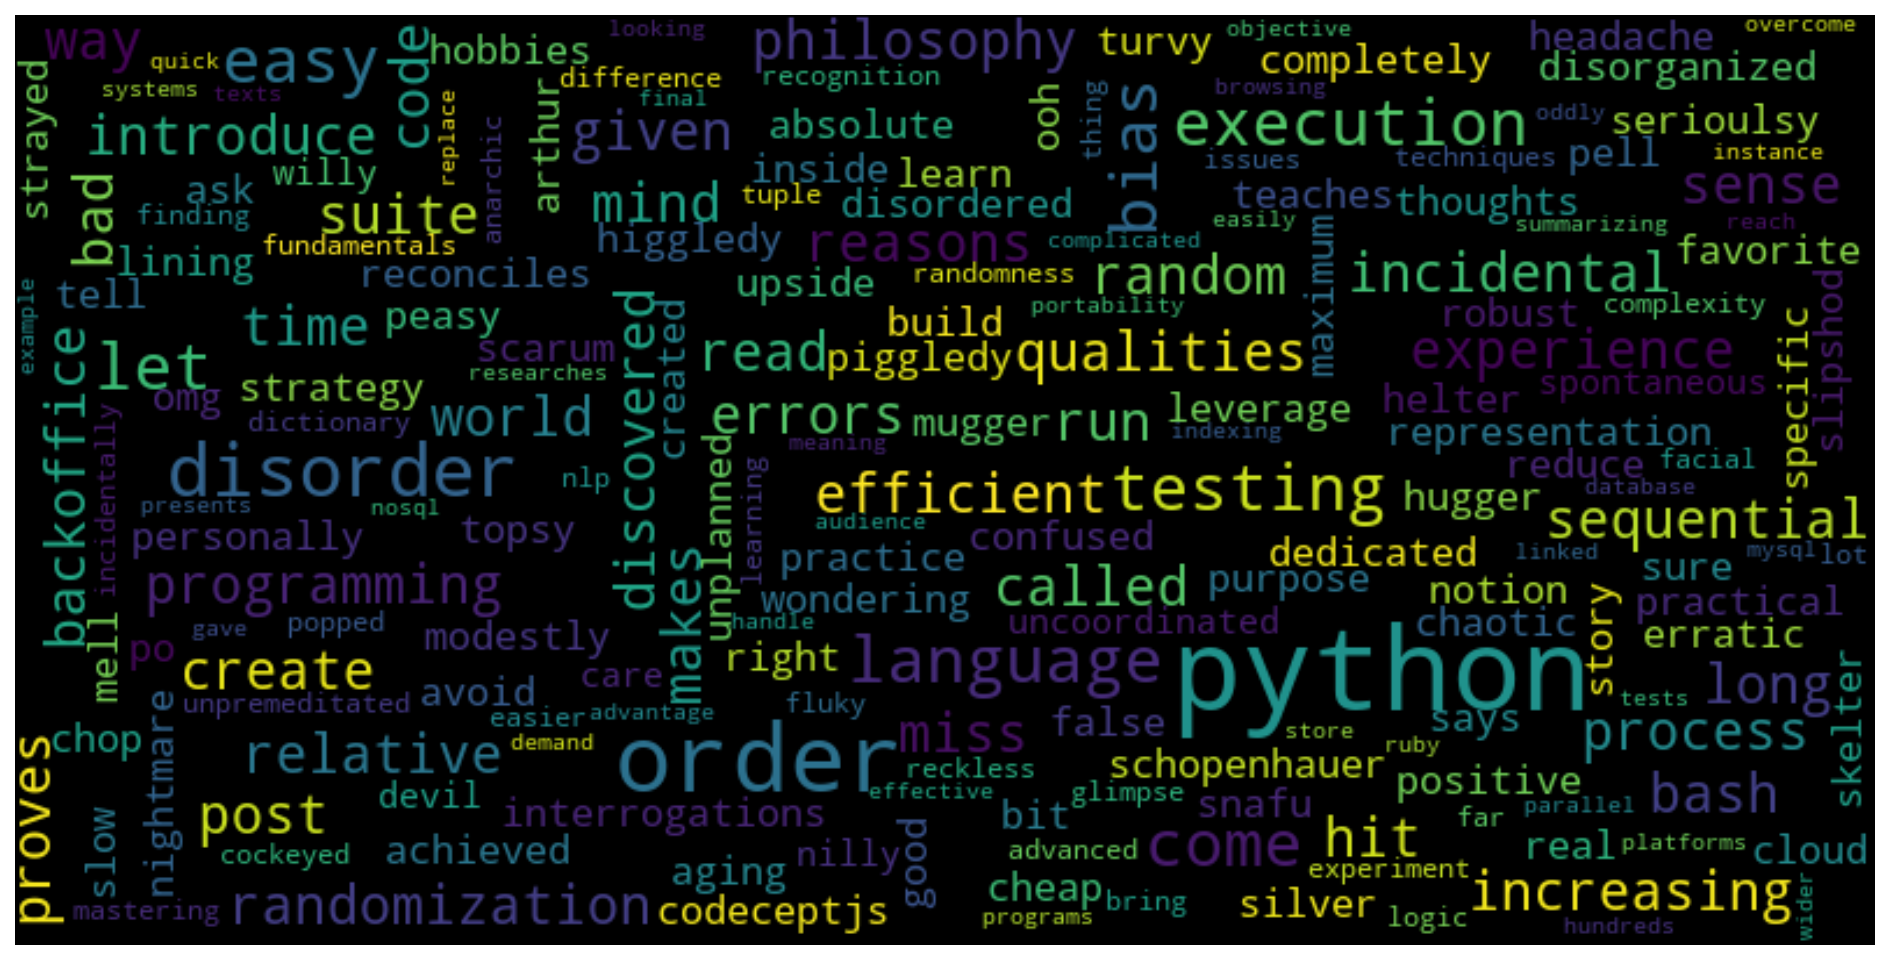 way
quick
easy
code
hobbies
looking
philosophy
turvy
objective
completely
headache
overcome
disorganized
strayed
systems
texts
difference
recognition
final
browsing
introduce
replace
anarchic
arthur
given
absolute
ooh
thing
bias
execution
oddly
serioulsy
inside
learn
issues
techniques
pell
instance
bad
ask
willy
finding
suite
mind
tuple
disordered
teaches
thoughts
sense
easily
summarizing
reach
fundamentals
higgledy
reasons
complicated
favorite
lining
reconciles
upside
randomness
random
maximum
incidental
slipshod
example
tell
time
peasy
discovered
created
build
portability
robust
complexity
specific
backoffice
let
scarum
researches
read
piggledy
qualities
experience
strategy
omg
spontaneous
incidentally
dictionary
world
errors
mugger
run
leverage
indexing
helter
representation
unplanned
meaning
disorder
nlp
reduce
facial
presents
nosql
learning
efficient
testing
hugger
database
personally
topsy
audience
confused
sequential
programming
makes
practice
dedicated
linked
mysql
lot
called
purpose
sure
wondering
notion
story
practical
mell
gave
popped
modestly
handle
uncoordinated
chaotic
erratic
po
create
care
right
language
python
skelter
tests
long
unpremeditated
avoid
easier
advantage
fluky
false
says
process
proves
chop
nightmare
relative
demand
order
miss
store
ruby
reckless
schopenhauer
positive
bash
devil
effective
glimpse
slow
post
interrogations
bit
snafu
far
parallel
cockeyed
achieved
good
nilly
advanced
come
hit
real
platforms
cloud
aging
experiment
cheap
bring
increasing
wider
mastering
randomization
codeceptjs
programs
silver
logic
hundreds